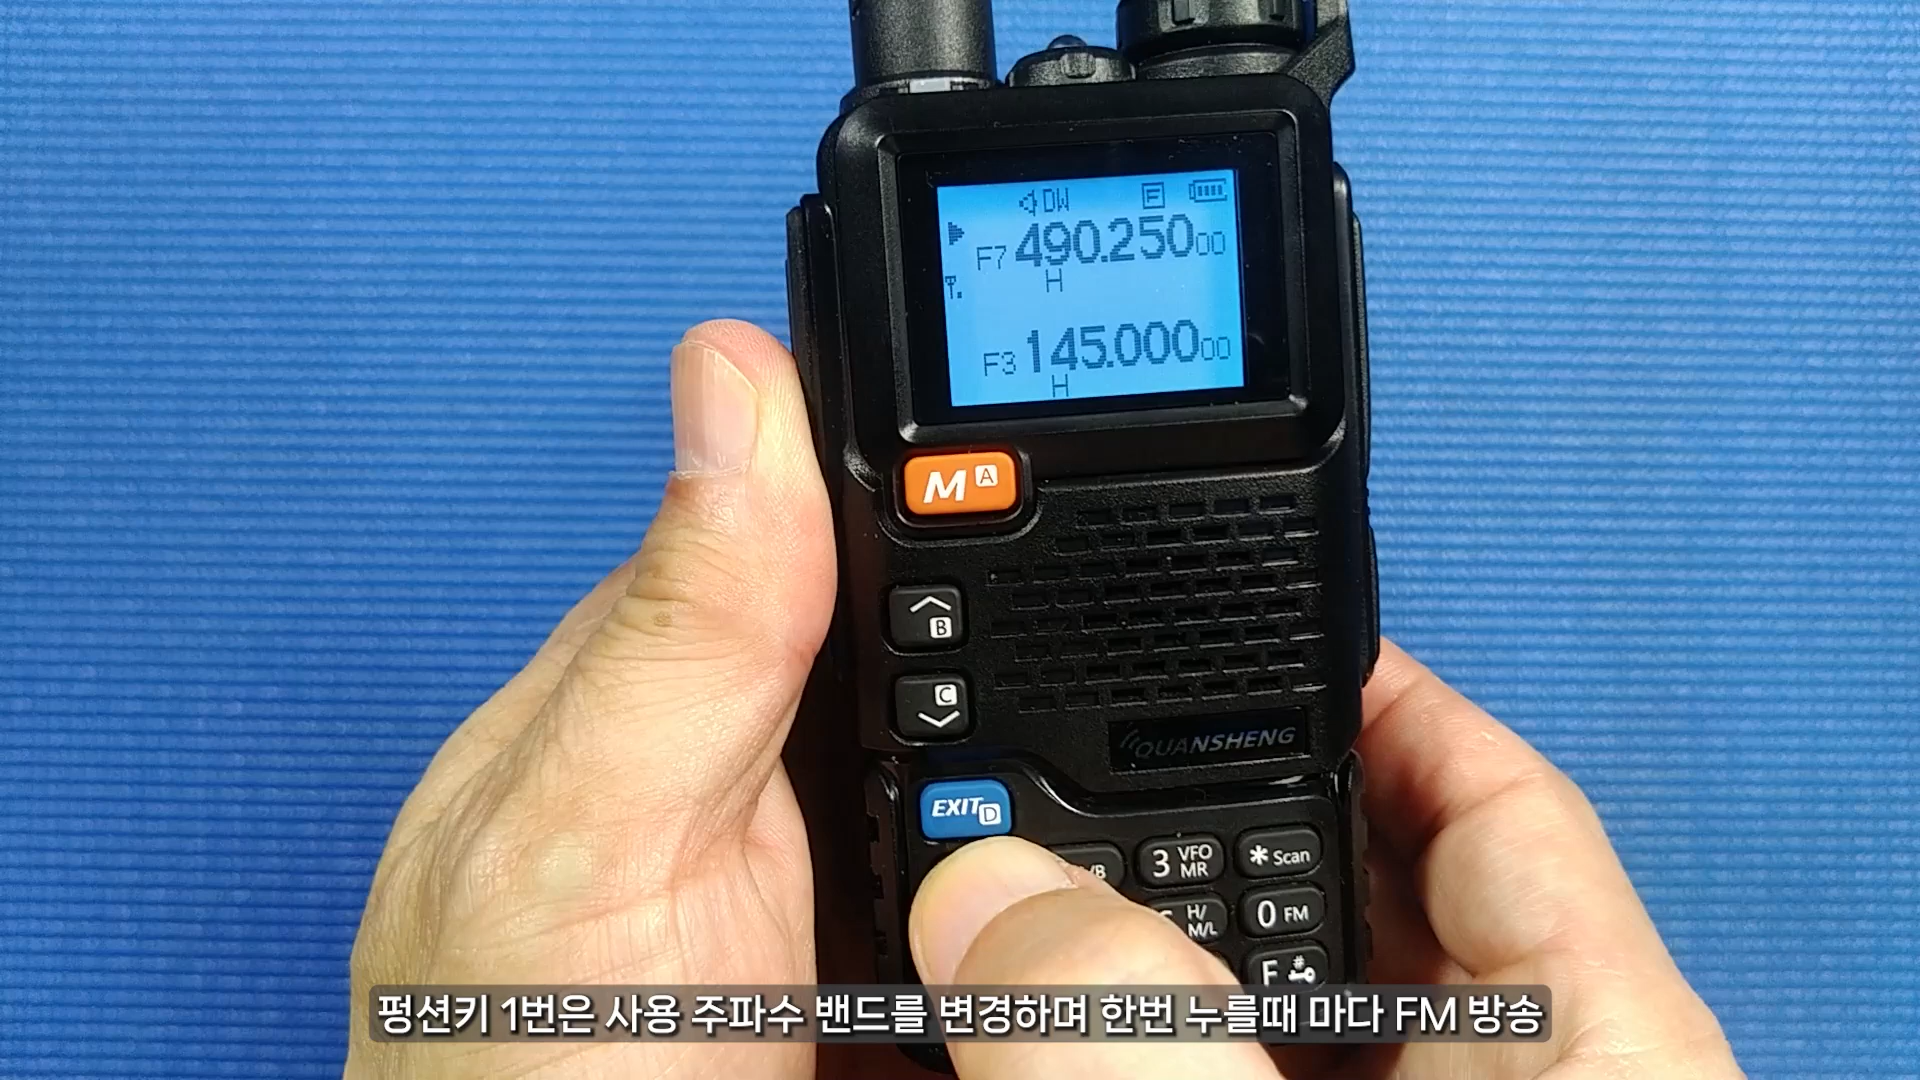 DW F
F7 490.250 00
H
F3 145.000 00
H
M A
B
C
QUANSHENG
EXIT D
/B
3 VFO MR
* Scan
H/ M/L
0 FM
F #
펑션키 1번은 사용 주파수 밴드를 변경하며 한번 누를때 마다 FM 방송